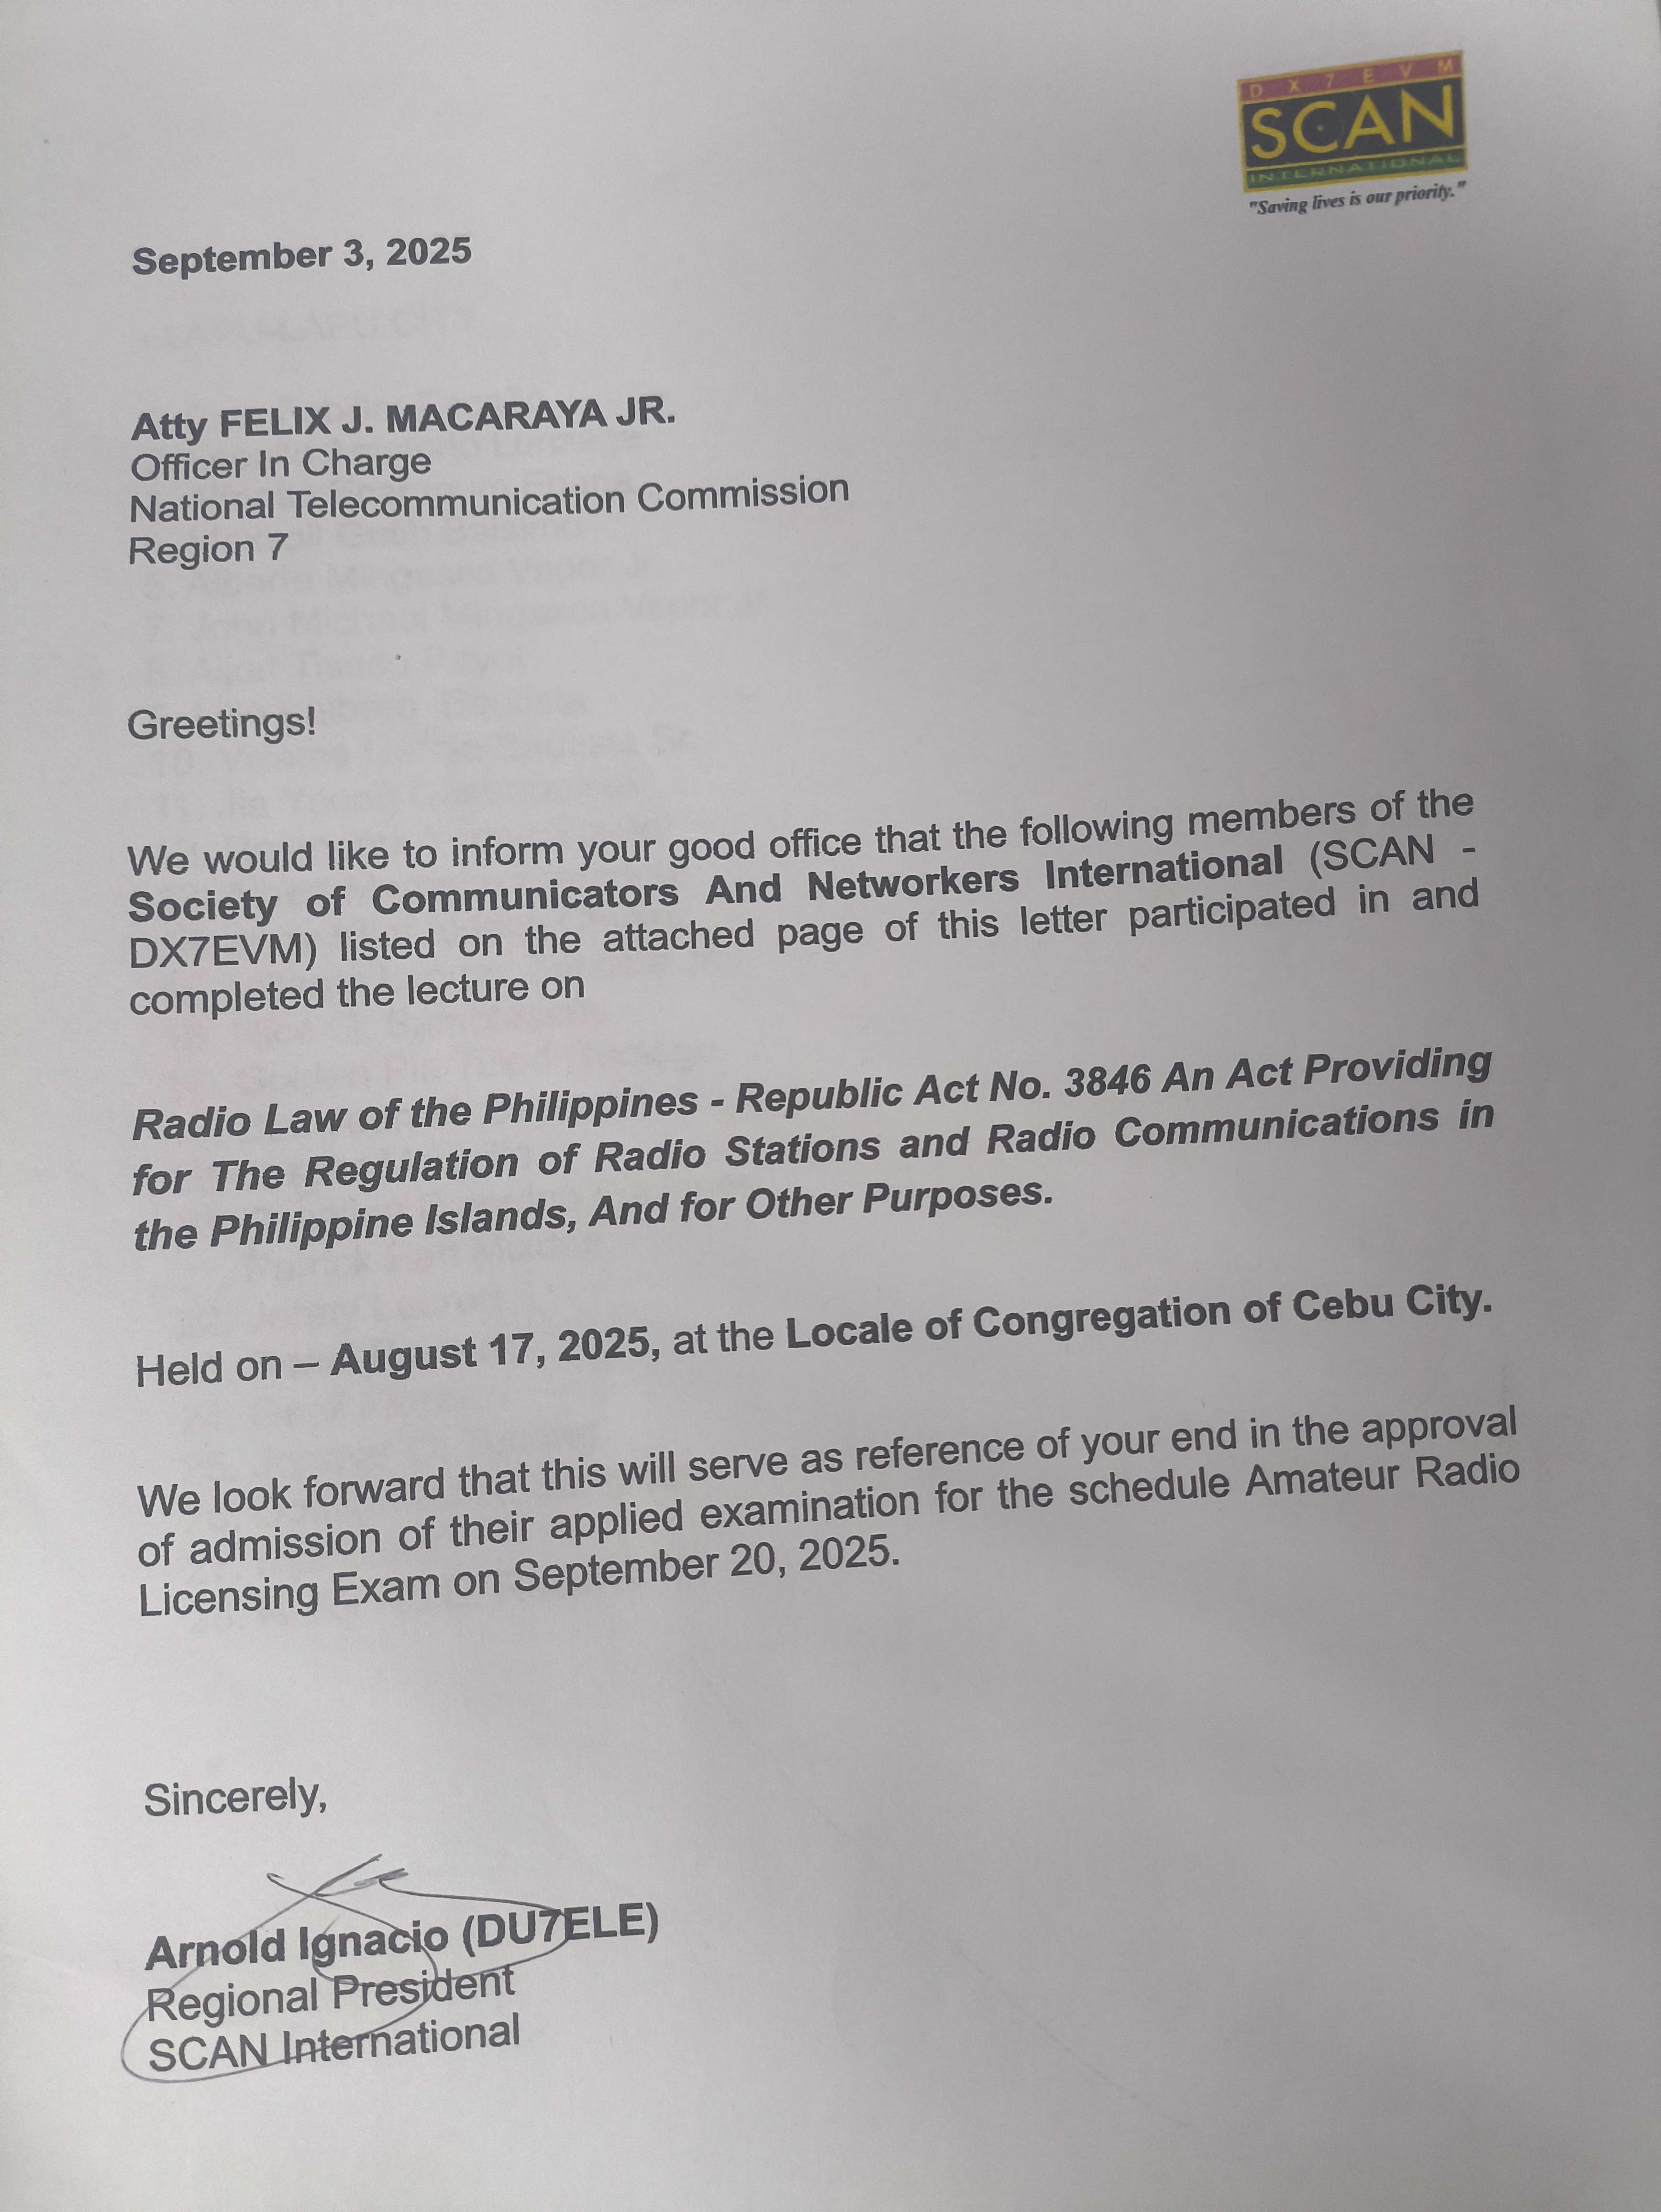 DX7EVM
SCAN
INTERNATIONAL
"Saving lives is our priority."
September 3, 2025
Atty FELIX J. MACARAYA JR.
Officer In Charge
National Telecommunication Commission
Region 7
Greetings!
We would like to inform your good office that the following members of the
Society of Communicators And Networkers International (SCAN -
DX7EVM) listed on the attached page of this letter participated in and
completed the lecture on
Radio Law of the Philippines - Republic Act No. 3846 An Act Providing
for The Regulation of Radio Stations and Radio Communications in
the Philippine Islands, And for Other Purposes.
Held on – August 17, 2025, at the Locale of Congregation of Cebu City.
We look forward that this will serve as reference of your end in the approval
of admission of their applied examination for the schedule Amateur Radio
Licensing Exam on September 20, 2025.
Sincerely,
Arnold Ignacio (DU7ELE)
Regional President
SCAN International